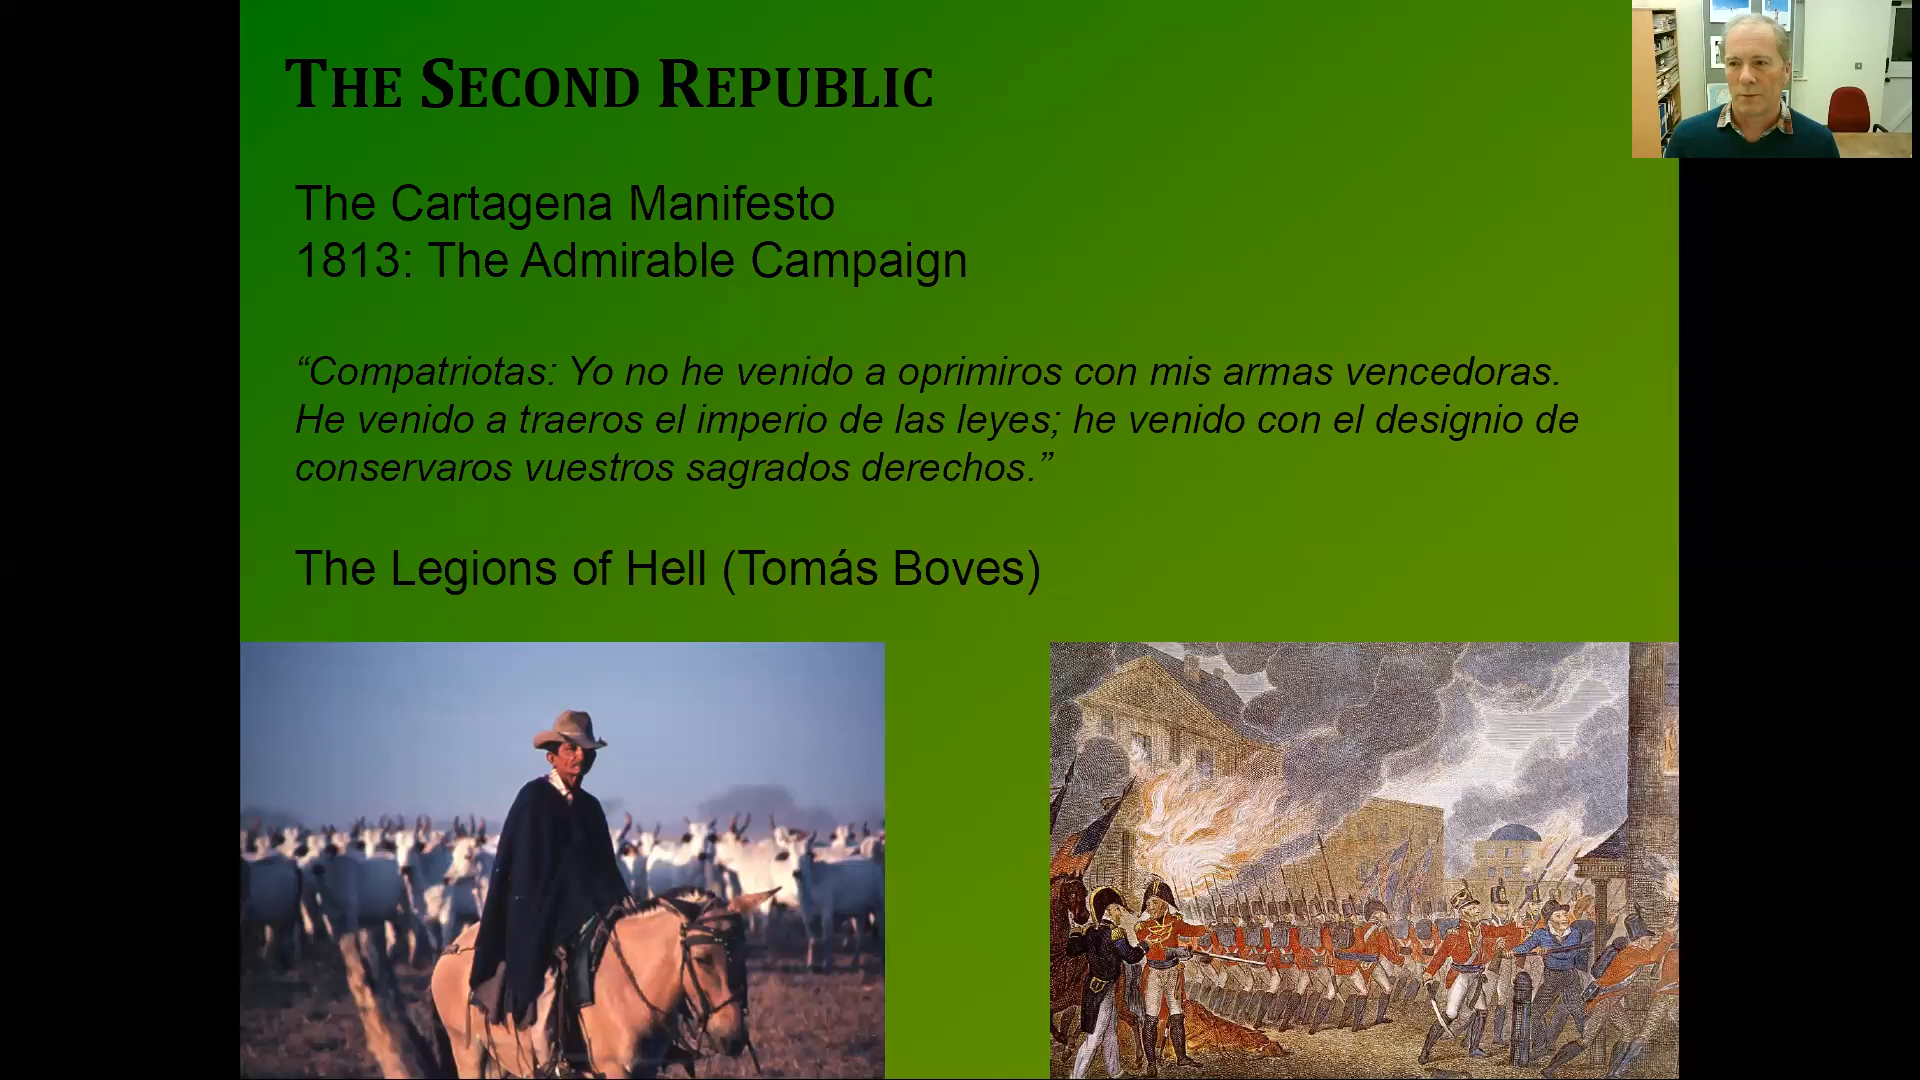 THE SECOND REPUBLIC
The Cartagena Manifesto
1813: The Admirable Campaign
“Compatriotas: Yo no he venido a oprimiros con mis armas vencedoras.
He venido a traeros el imperio de las leyes; he venido con el designio de
conservaros vuestros sagrados derechos.”
The Legions of Hell (Tomás Boves)